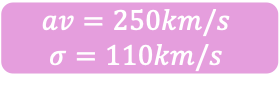 av = 250km/s
σ = 110km/s